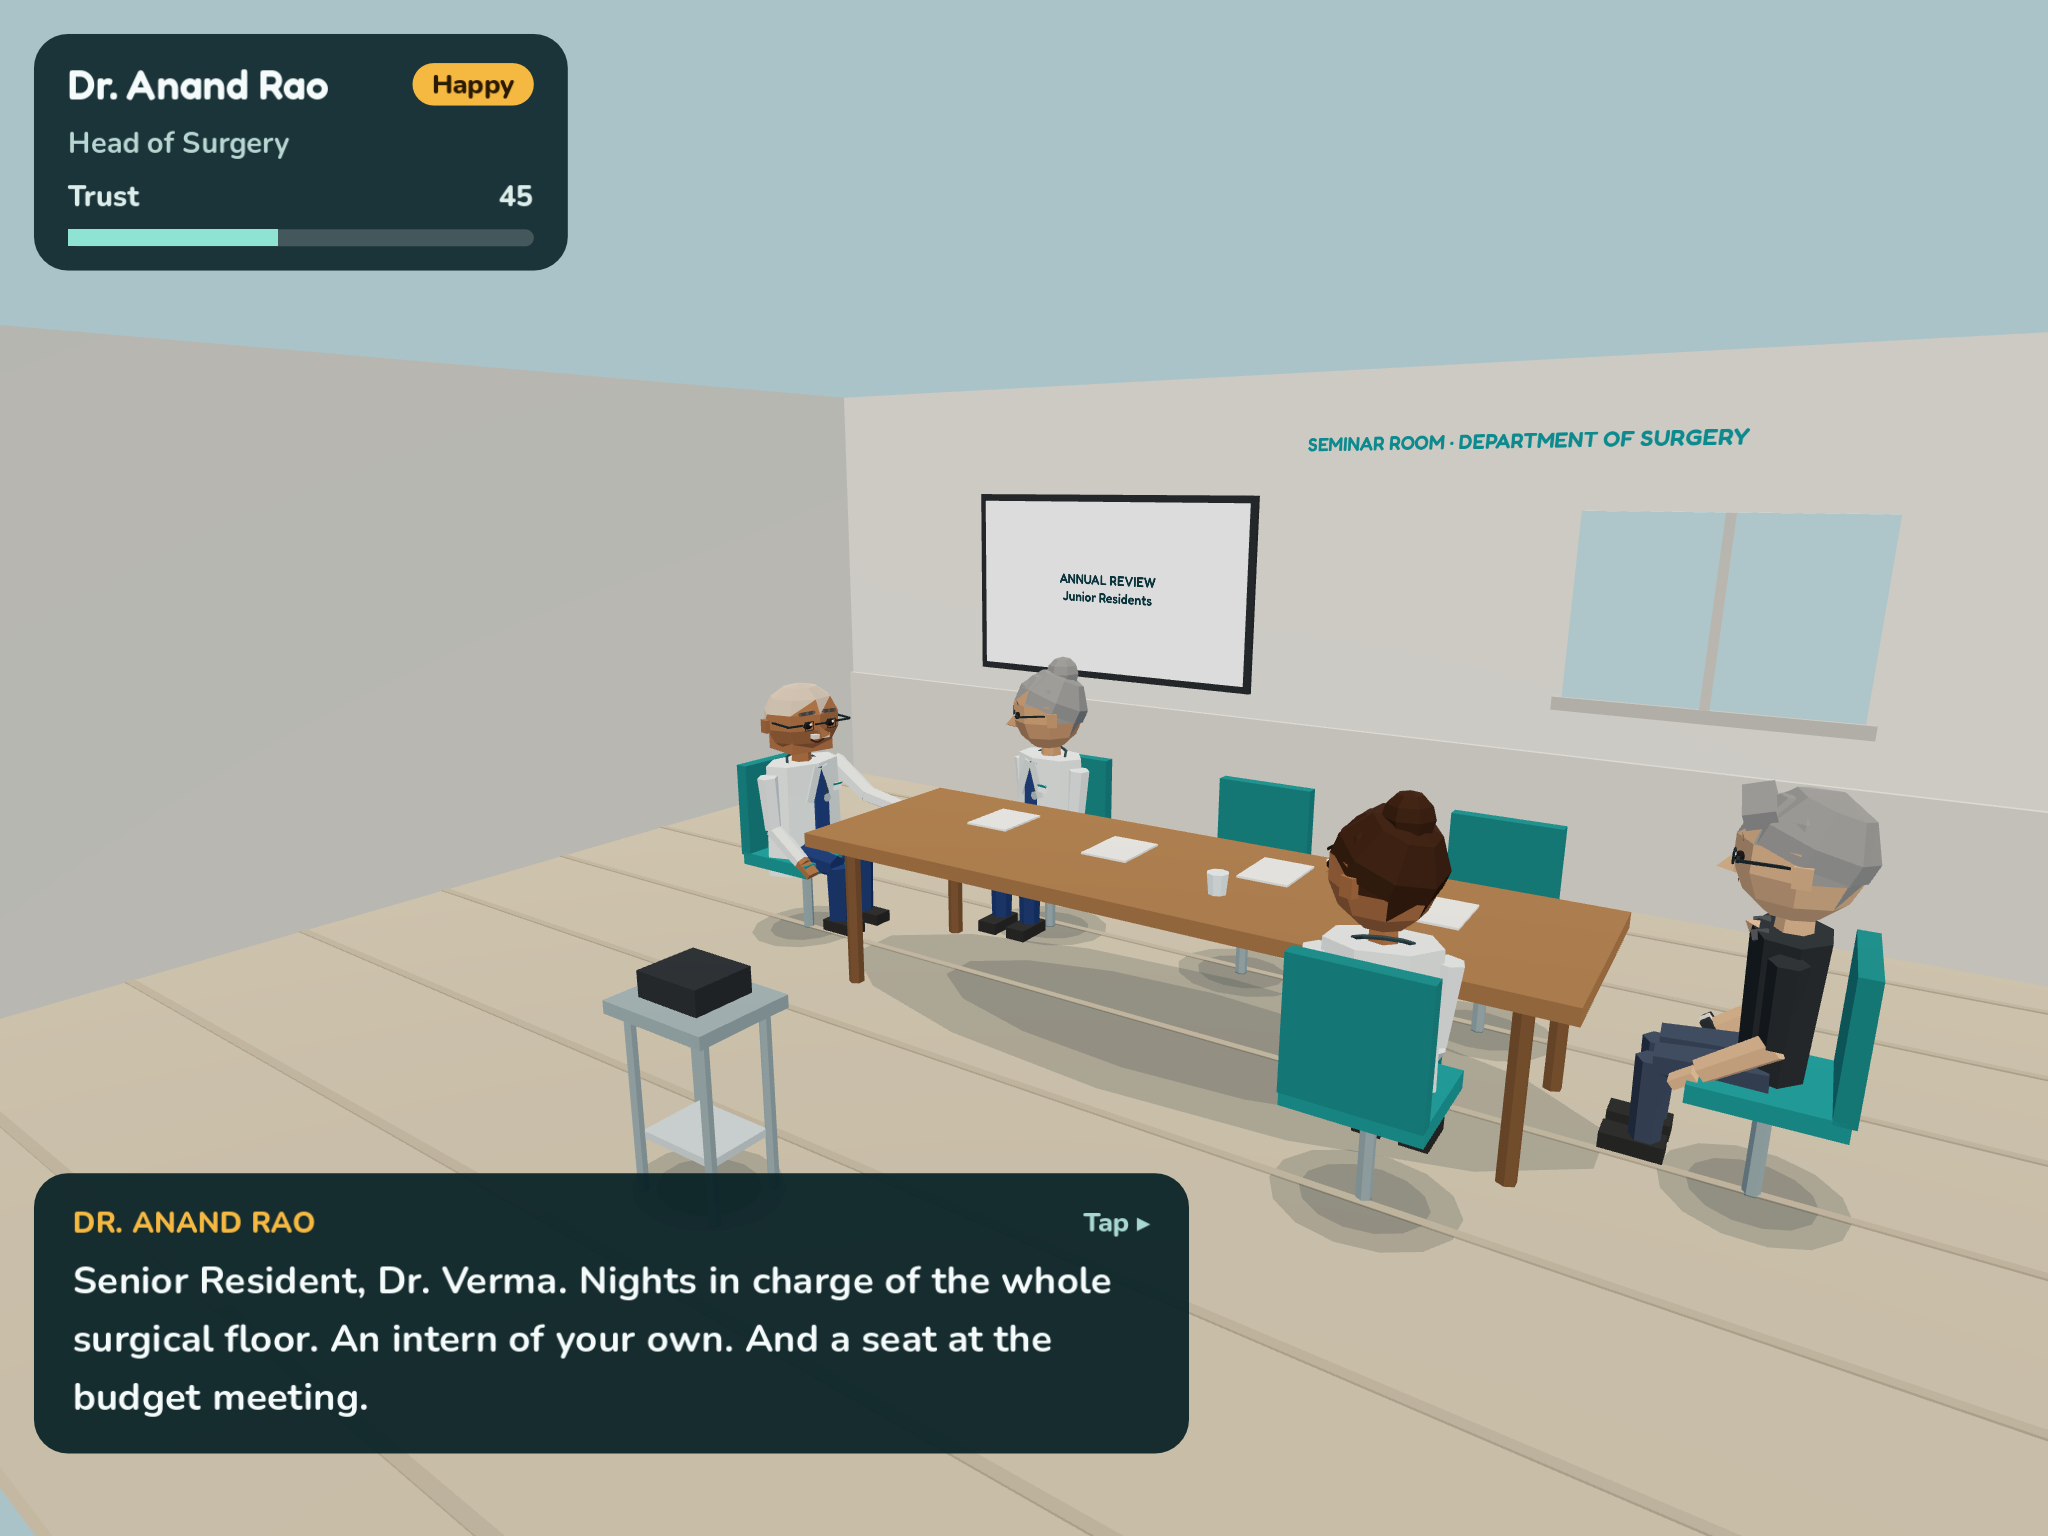 Dr. Anand Rao
Happy
Head of Surgery
Trust
45
SEMINAR ROOM · DEPARTMENT OF SURGERY
ANNUAL REVIEW
Junior Residents
DR. ANAND RAO
Tap ▸
Senior Resident, Dr. Verma. Nights in charge of the whole
surgical floor. An intern of your own. And a seat at the
budget meeting.